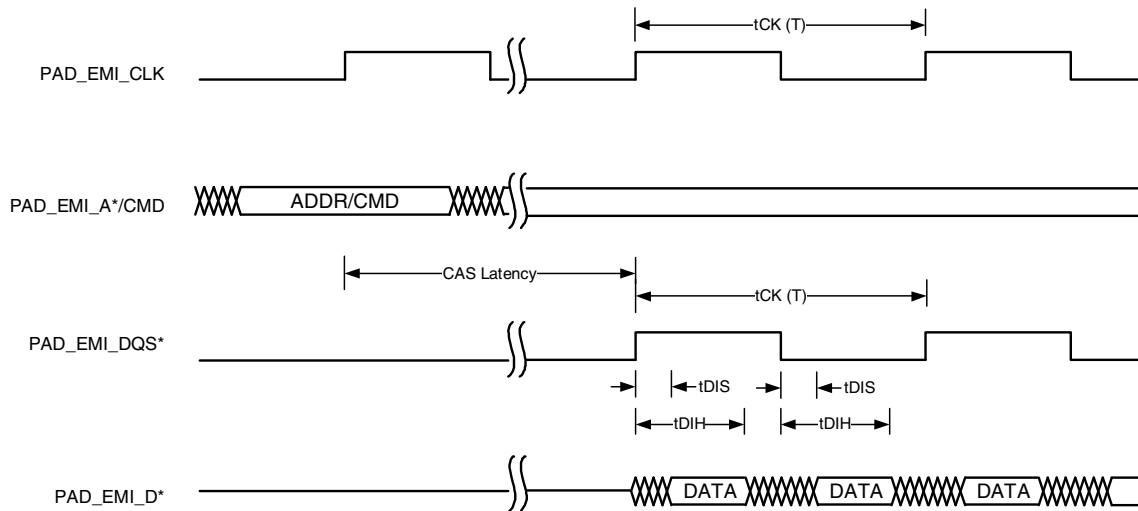 tCK (T)
PAD_EMI_CLK
PAD_EMI_A*/CMD
ADDR/CMD
CAS Latency
tCK (T)
PAD_EMI_DQS*
tDIS
tDIS
tDIH
tDIH
PAD_EMI_D*
DATA
DATA
DATA